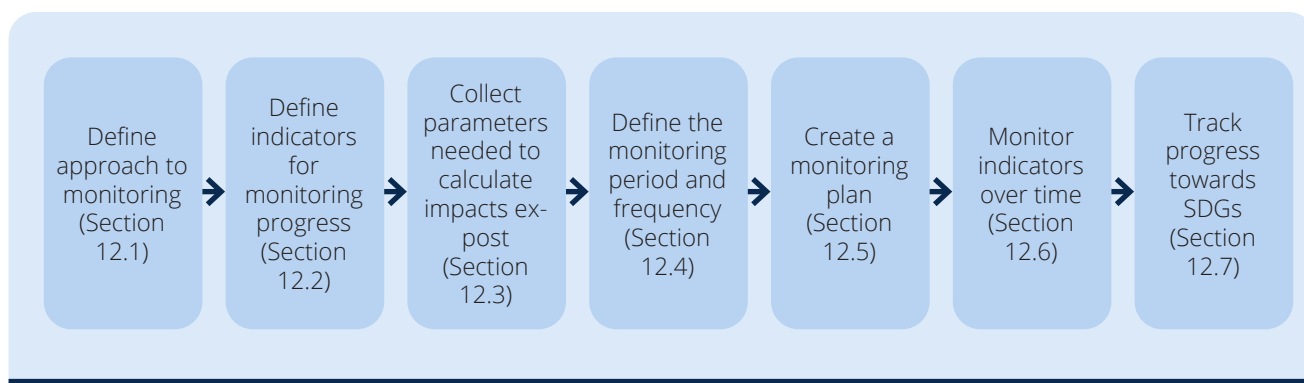 Define
approach to
monitoring
(Section
12.1)
Define
indicators
for
monitoring
progress
(Section
12.2)
Collect
parameters
needed to
calculate
impacts ex-
post
(Section
12.3)
Define the
monitoring
period and
frequency
(Section
12.4)
Create a
monitoring
plan
(Section
12.5)
Monitor
indicators
over time
(Section
12.6)
Track
progress
towards
SDGs
(Section
12.7)